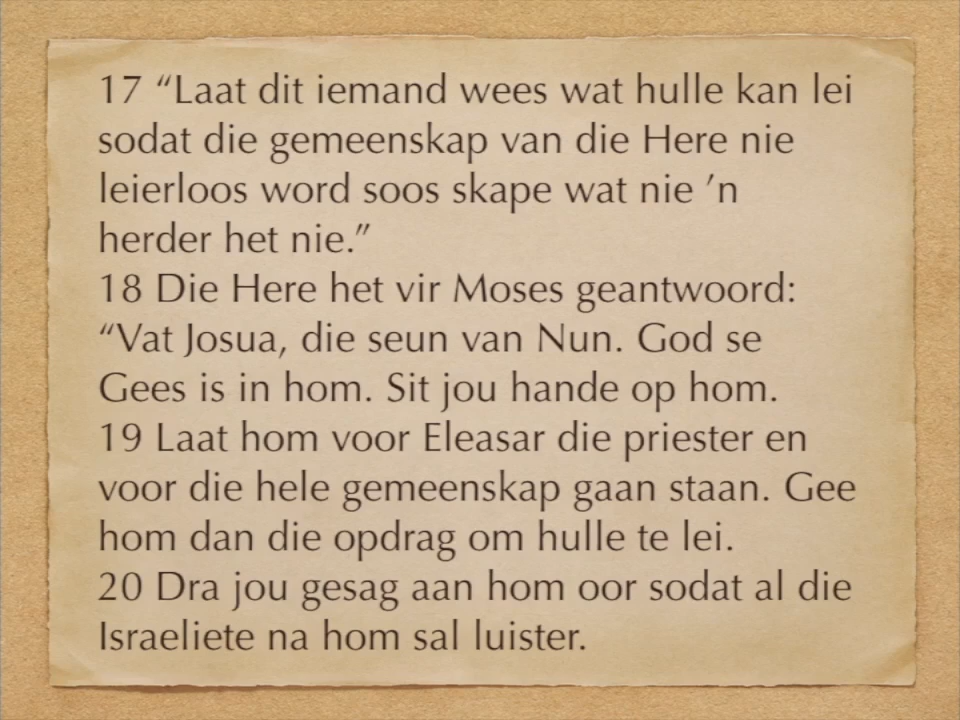 17 “Laat dit iemand wees wat hulle kan lei
sodat die gemeenskap van die Here nie
leierloos word soos skape wat nie ’n
herder het nie.”
18 Die Here het vir Moses geantwoord:
“Vat Josua, die seun van Nun. God se
Gees is in hom. Sit jou hande op hom.
19 Laat hom voor Eleasar die priester en
voor die hele gemeenskap gaan staan. Gee
hom dan die opdrag om hulle te lei.
20 Dra jou gesag aan hom oor sodat al die
Israeliete na hom sal luister.